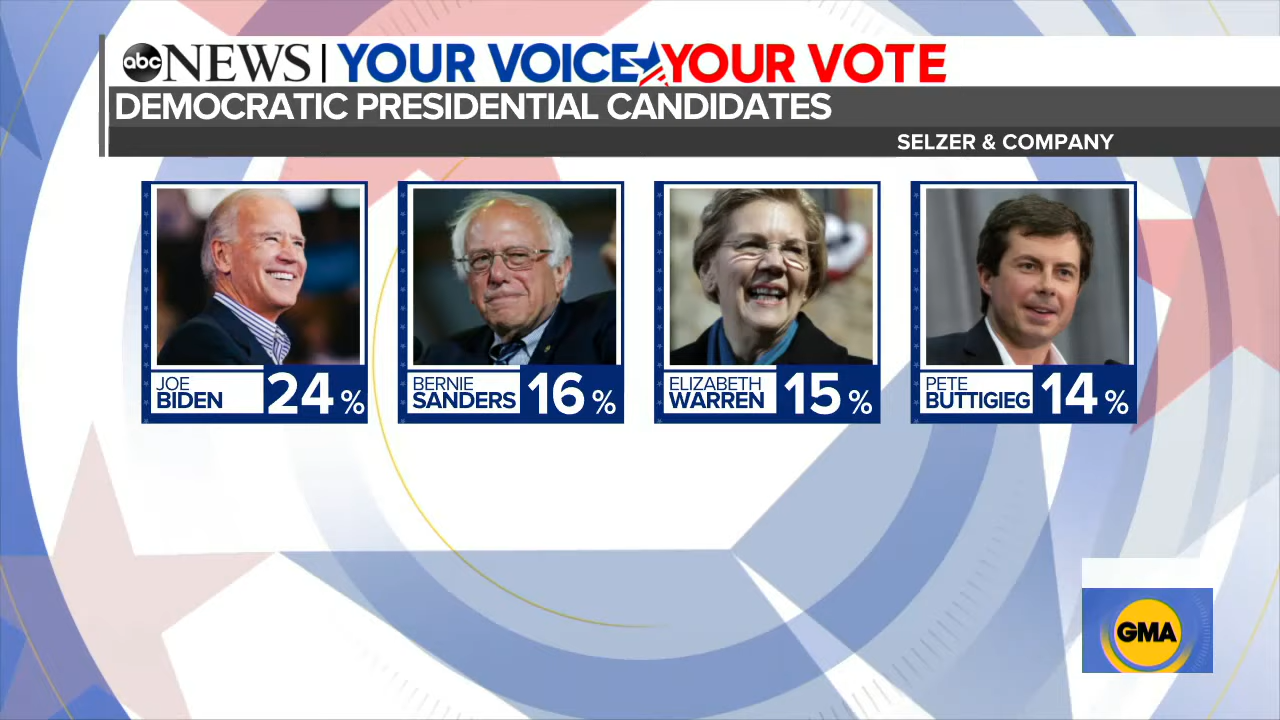 abc NEWS | YOUR VOICE YOUR VOTE
DEMOCRATIC PRESIDENTIAL CANDIDATES
SELZER & COMPANY
JOE
BIDEN 24%
BERNIE
SANDERS 16%
ELIZABETH
WARREN 15%
PETE
BUTTIGIEG 14%
GMA